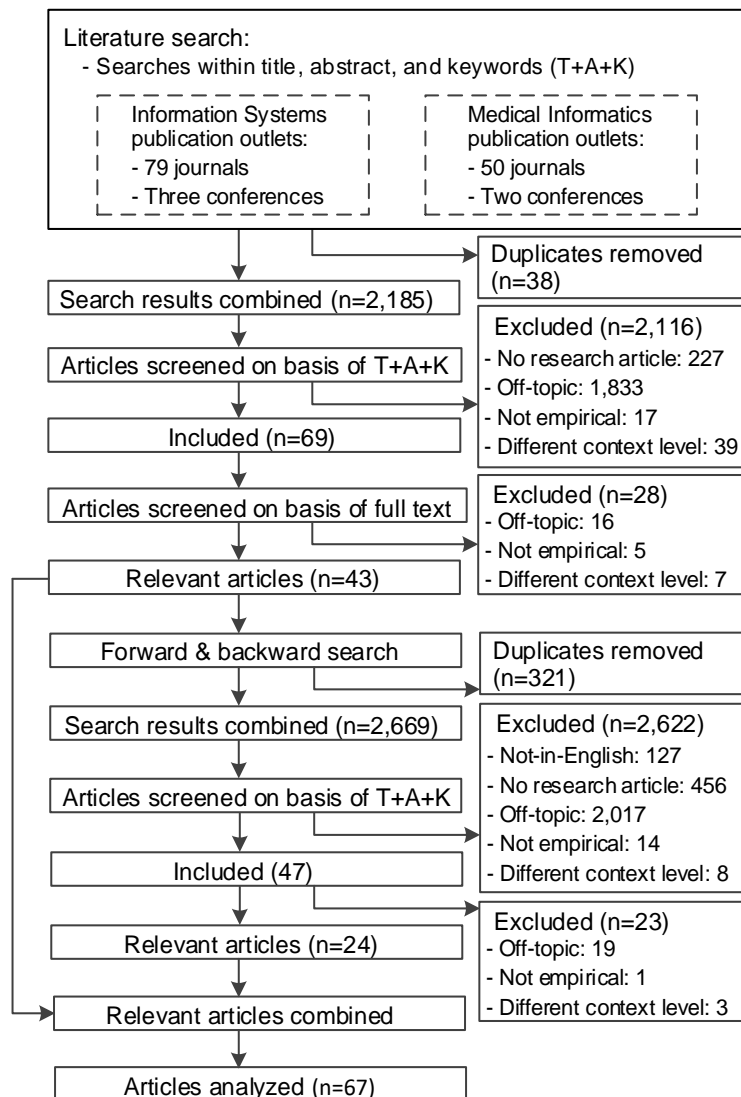 Literature search:
- Searches within title, abstract, and keywords (T+A+K)
Information Systems
publication outlets:
- 79 journals
- Three conferences
Medical Informatics
publication outlets:
- 50 journals
- Two conferences
Duplicates removed
(n=38)
Search results combined (n=2,185)
Excluded (n=2,116)
- No research article: 227
- Off-topic: 1,833
- Not empirical: 17
- Different context level: 39
Articles screened on basis of T+A+K
Included (n=69)
Articles screened on basis of full text
Excluded (n=28)
- Off-topic: 16
- Not empirical: 5
- Different context level: 7
Relevant articles (n=43)
Forward & backward search
Duplicates removed
(n=321)
Search results combined (n=2,669)
Excluded (n=2,622)
- Not-in-English: 127
- No research article: 456
- Off-topic: 2,017
- Not empirical: 14
- Different context level: 8
Articles screened on basis of T+A+K
Included (47)
Excluded (n=23)
- Off-topic: 19
- Not empirical: 1
- Different context level: 3
Relevant articles (n=24)
Relevant articles combined
Articles analyzed (n=67)